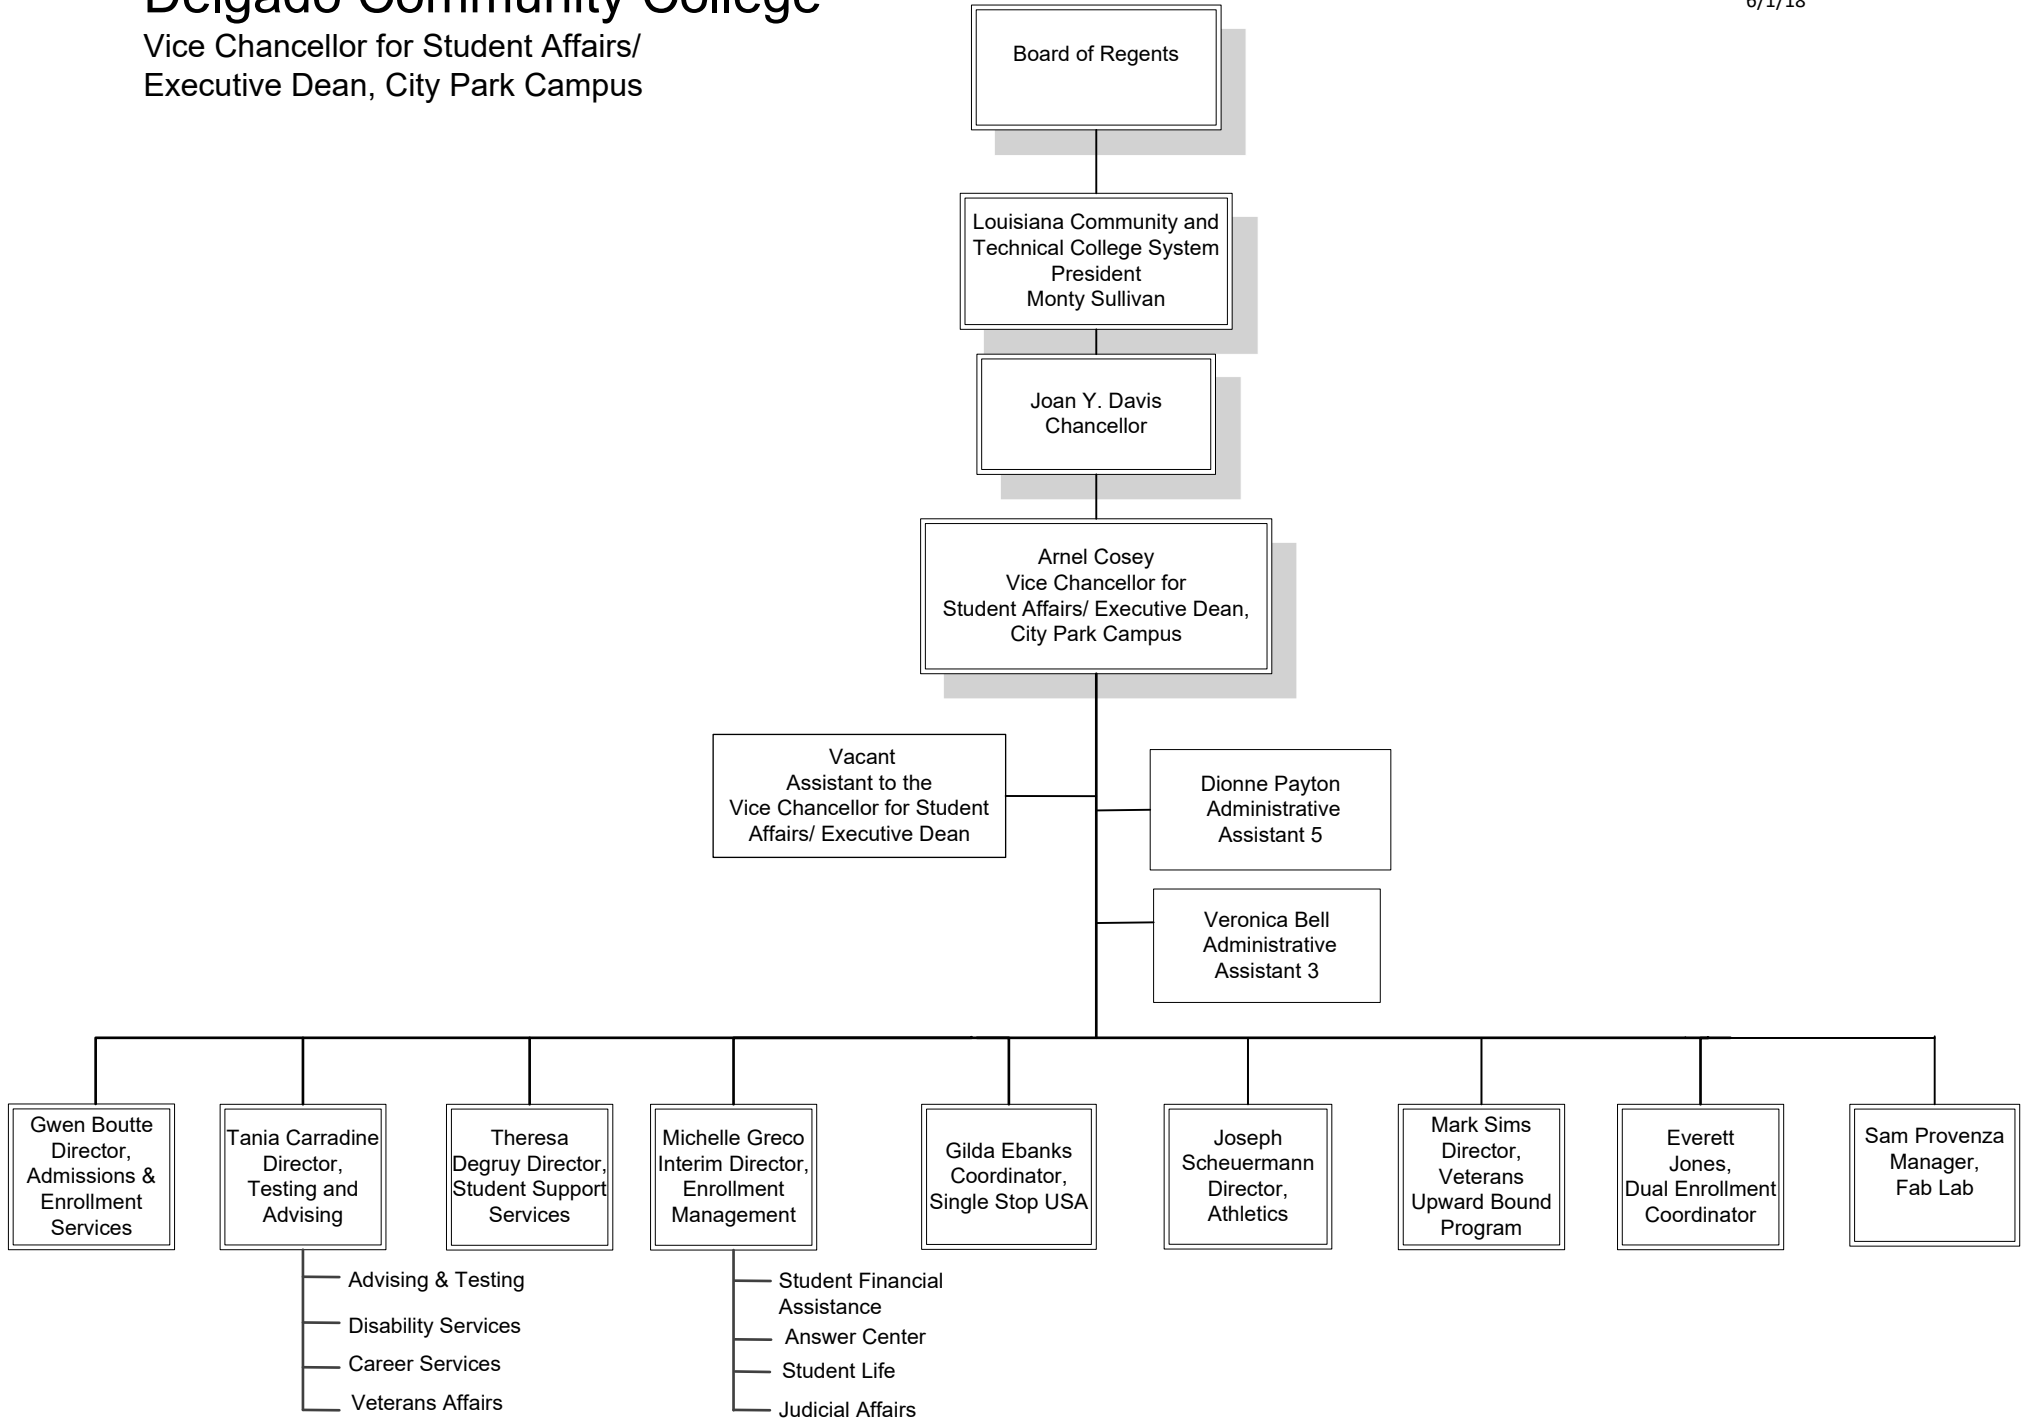 Delgado Community College
6/1/18
Vice Chancellor for Student Affairs/
Executive Dean, City Park Campus
Board of Regents
Louisiana Community and
Technical College System
President
Monty Sullivan
Joan Y. Davis
Chancellor
Arnel Cosey
Vice Chancellor for
Student Affairs/ Executive Dean,
City Park Campus
Vacant
Assistant to the
Vice Chancellor for Student
Affairs/ Executive Dean
Dionne Payton
Administrative
Assistant 5
Veronica Bell
Administrative
Assistant 3
Gwen Boutte
Director,
Admissions &
Enrollment
Services
Tania Carradine
Director,
Testing and
Advising
Theresa
Degruy Director,
Student Support
Services
Michelle Greco
Interim Director,
Enrollment
Management
Gilda Ebanks
Coordinator,
Single Stop USA
Joseph
Scheuermann
Director,
Athletics
Mark Sims
Director,
Veterans
Upward Bound
Program
Everett
Jones,
Dual Enrollment
Coordinator
Sam Provenza
Manager,
Fab Lab
Advising & Testing
Disability Services
Career Services
Veterans Affairs
Student Financial
Assistance
Answer Center
Student Life
Judicial Affairs